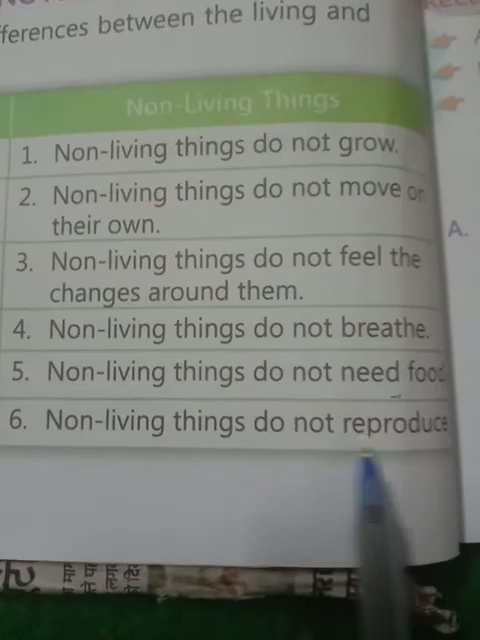 fferences between the living and
Non-Living Things
1. Non-living things do not grow.
2. Non-living things do not move on
their own.
3. Non-living things do not feel the
changes around them.
4. Non-living things do not breathe.
5. Non-living things do not need food
6. Non-living things do not reproduce
A.